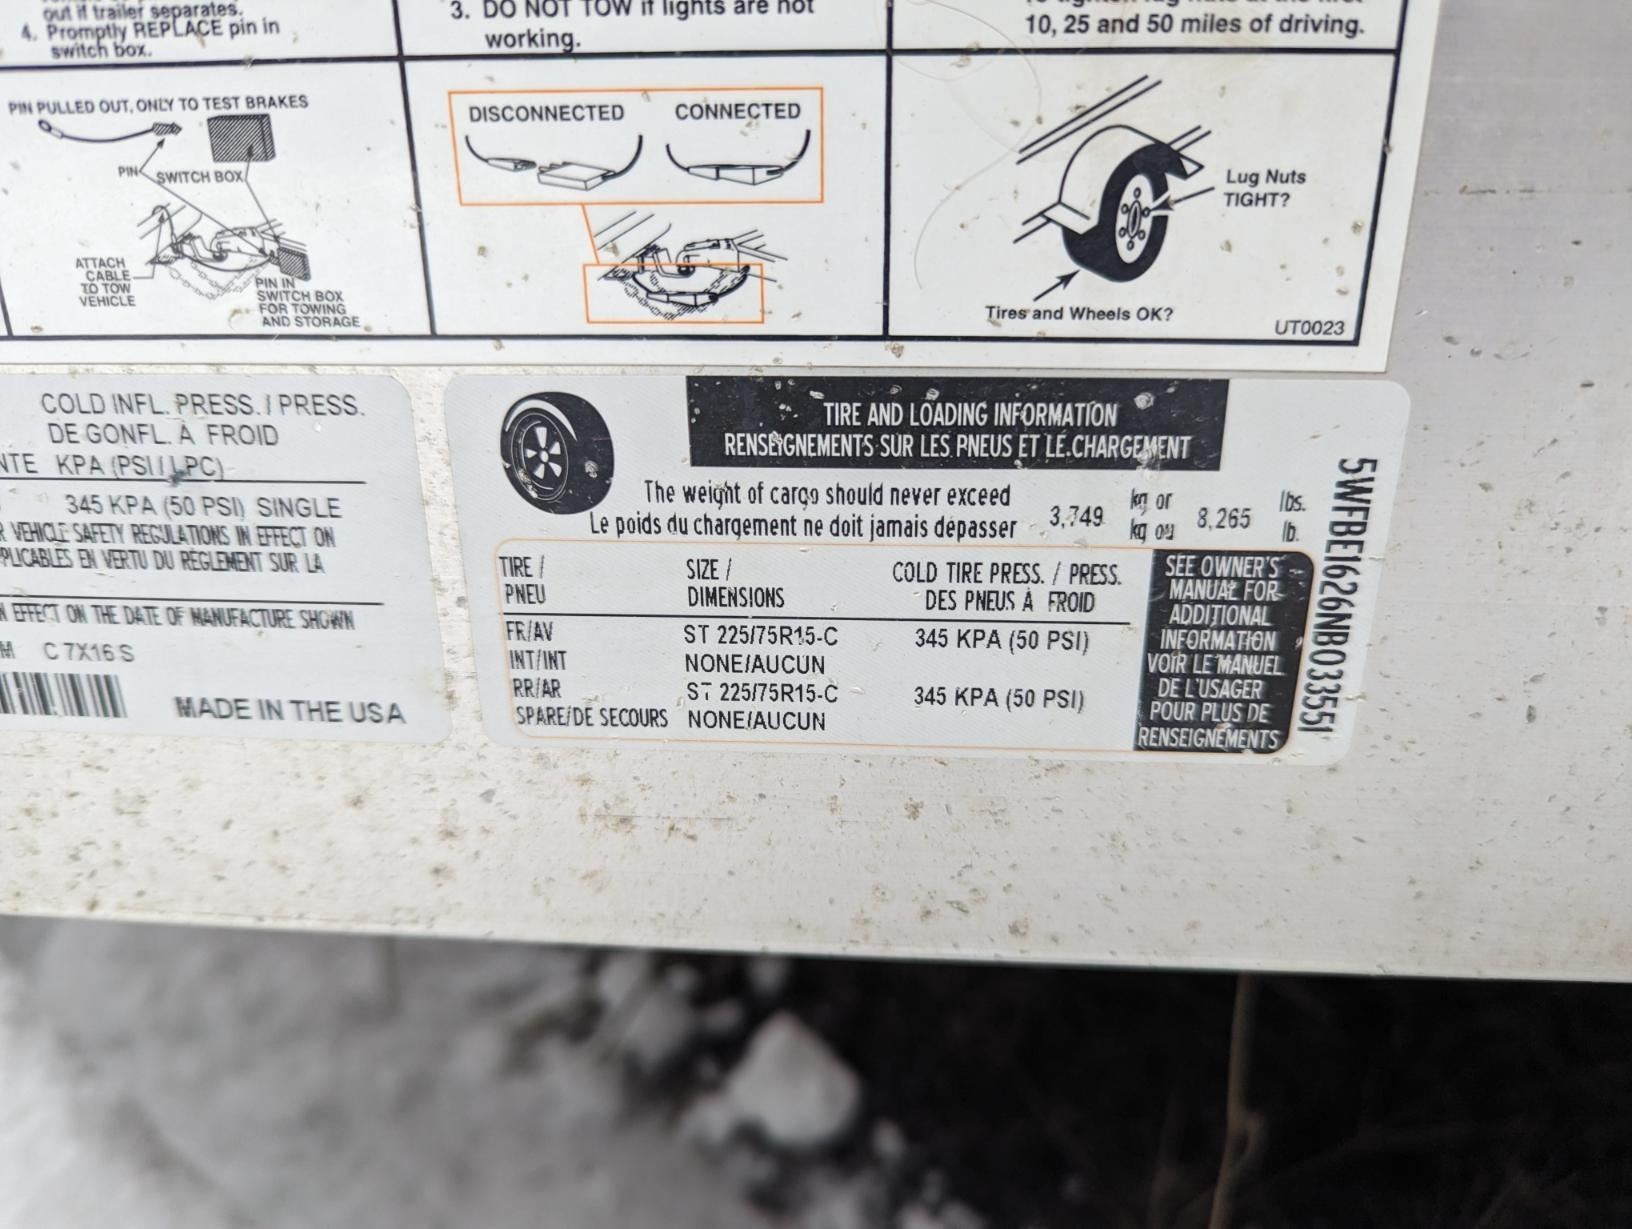 out if trailer separates.
4. Promptly REPLACE pin in
switch box.
3. DO NOT TOW if lights are not
working.
10, 25 and 50 miles of driving.
PIN PULLED OUT, ONLY TO TEST BRAKES
PIN
SWITCH BOX
ATTACH
CABLE
TO TOW
VEHICLE
PIN IN
SWITCH BOX
FOR TOWING
AND STORAGE
DISCONNECTED
CONNECTED
Lug Nuts
TIGHT?
Tires and Wheels OK?
UT0023
COLD INFL. PRESS. / PRESS.
DE GONFL. À FROID
NTE KPA (PSI / LPC)
345 KPA (50 PSI) SINGLE
R VEHICLE SAFETY REGULATIONS IN EFFECT ON
PLICABLES EN VERTU DU RÈGLEMENT SUR LA
N EFFECT ON THE DATE OF MANUFACTURE SHOWN
M C7X16S
MADE IN THE USA
TIRE AND LOADING INFORMATION
RENSEIGNEMENTS SUR LES PNEUS ET LE CHARGEMENT
The weight of cargo should never exceed
Le poids du chargement ne doit jamais dépasser
3,749
kg or
kg ou
8,265
lbs.
lb.
TIRE / SIZE / COLD TIRE PRESS. / PRESS.
PNEU DIMENSIONS DES PNEUS À FROID
FR/AV ST 225/75R15-C 345 KPA (50 PSI)
INT/INT NONE/AUCUN
RR/AR ST 225/75R15-C 345 KPA (50 PSI)
SPARE/DE SECOURS NONE/AUCUN
SEE OWNER'S
MANUAL FOR
ADDITIONAL
INFORMATION
VOIR LE MANUEL
DE L'USAGER
POUR PLUS DE
RENSEIGNEMENTS
5WFBE1626NB033551